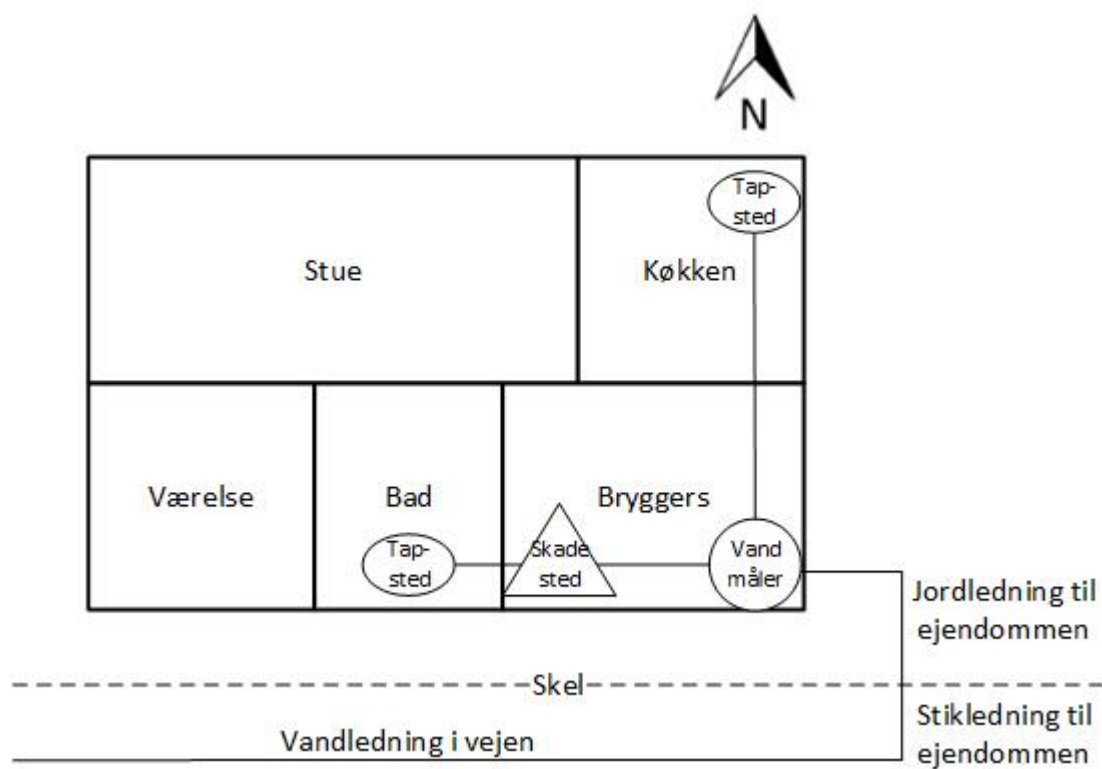 N
Tap-
sted
Stue
Køkken
Værelse
Bad
Bryggers
Tap-
sted
Skade
sted
Vand
måler
Jordledning til
ejendommen
Skel
Stikledning til
ejendommen
Vandledning i vejen